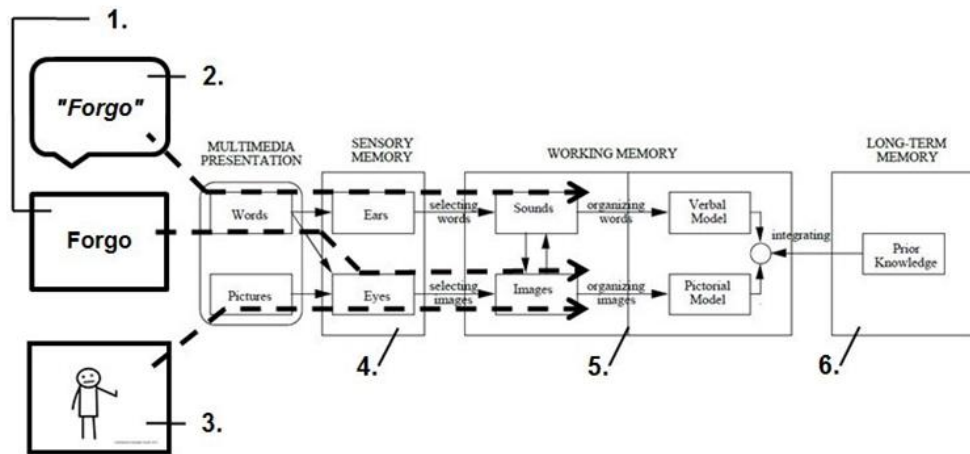 1.
2.
"Forgo"
MULTIMEDIA
PRESENTATION
SENSORY
MEMORY
WORKING MEMORY
LONG-TERM
MEMORY
Words
Ears
selecting
words
Sounds
organizing
words
Verbal
Model
Forgo
integrating
Prior
Knowledge
Pictures
Eyes
selecting
images
Images
organizing
images
Pictorial
Model
4.
5.
6.
3.